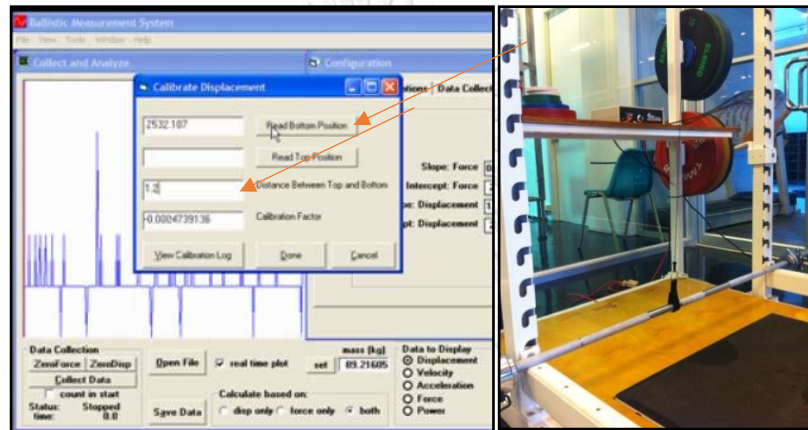 Ballistic Measurement System
File View Tools Window Help
Collect and Analyze
Configuration
Calibrate Displacement
Data Collec
2532.107
Read Bottom Position
Read Top Position
Slope: Force
1.2
Distance Between Top and Bottom
Intercept: Force
Displacement
-0.0024739136
Calibration Factor
Displacement
View Calibration Log
Done
Cancel
Data Collection
ZeroForce
ZeroDisp
Collect Data
count in start
Status:
Stopped
time:
0.0
Open File
real time plot
mass (kg)
set
89.21605
Save Data
Calculate based on:
disp only
force only
both
Data to Display
Displacement
Velocity
Acceleration
Force
Power
ELEIKO